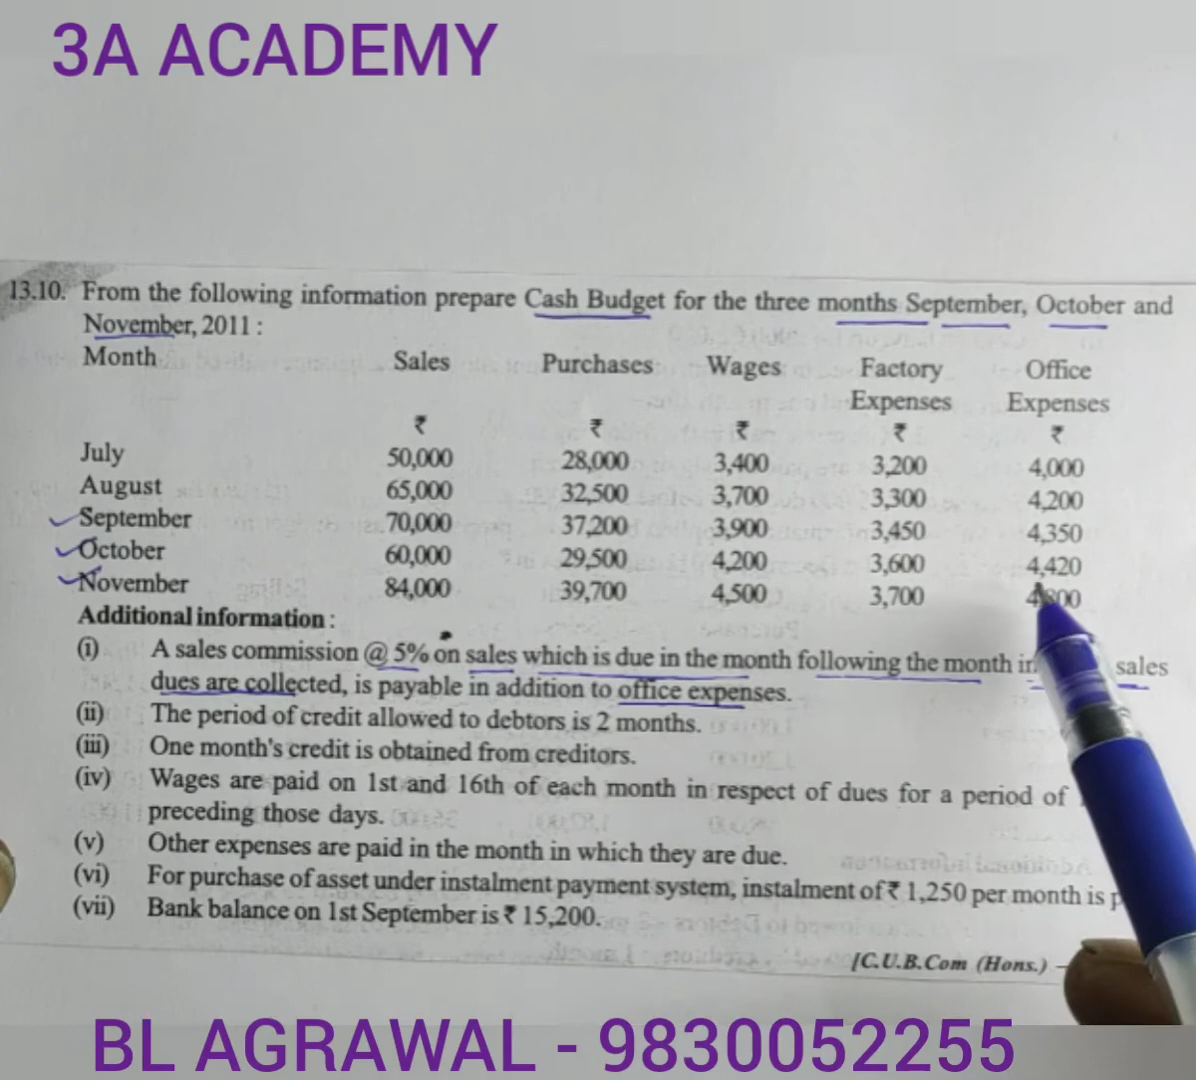 3A ACADEMY
13.10. From the following information prepare Cash Budget for the three months September, October and
November, 2011 :
Month Sales Purchases Wages Factory Office
Expenses Expenses
₹ ₹ ₹ ₹ ₹
July 50,000 28,000 3,400 3,200 4,000
August 65,000 32,500 3,700 3,300 4,200
September 70,000 37,200 3,900 3,450 4,350
October 60,000 29,500 4,200 3,600 4,420
November 84,000 39,700 4,500 3,700
Additional information :
(i) A sales commission @ 5% on sales which is due in the month following the month sales
dues are collected, is payable in addition to office expenses.
(ii) The period of credit allowed to debtors is 2 months.
(iii) One month's credit is obtained from creditors.
(iv) Wages are paid on 1st and 16th of each month in respect of dues for a period of
preceding those days.
(v) Other expenses are paid in the month in which they are due.
(vi) For purchase of asset under instalment payment system, instalment of ₹ 1,250 per month is
(vii) Bank balance on 1st September is ₹ 15,200.
[C.U.B.Com (Hons.) –
BL AGRAWAL - 9830052255